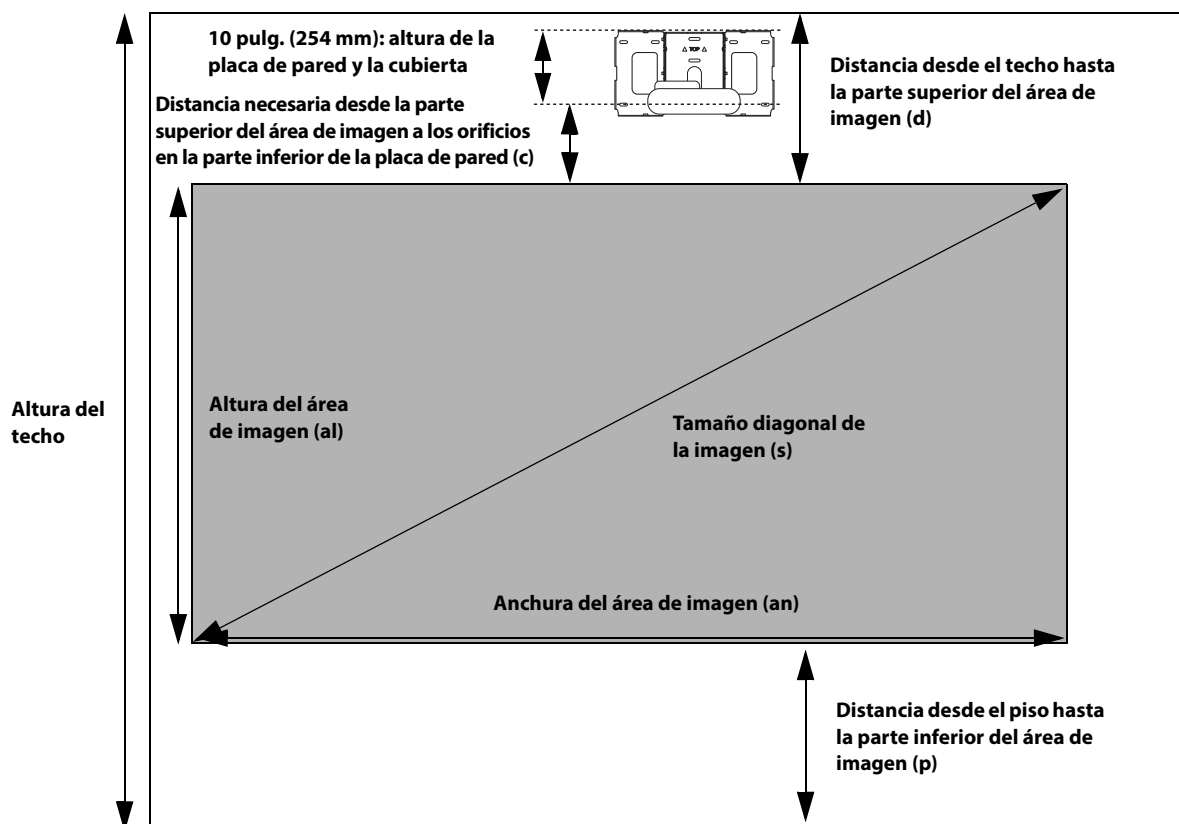 10 pulg. (254 mm): altura de la
placa de pared y la cubierta
△ TOP △
Distancia desde el techo hasta
la parte superior del área de
imagen (d)
Distancia necesaria desde la parte
superior del área de imagen a los orificios
en la parte inferior de la placa de pared (c)
Altura del
techo
Altura del área
de imagen (al)
Tamaño diagonal de
la imagen (s)
Anchura del área de imagen (an)
Distancia desde el piso hasta
la parte inferior del área de
imagen (p)